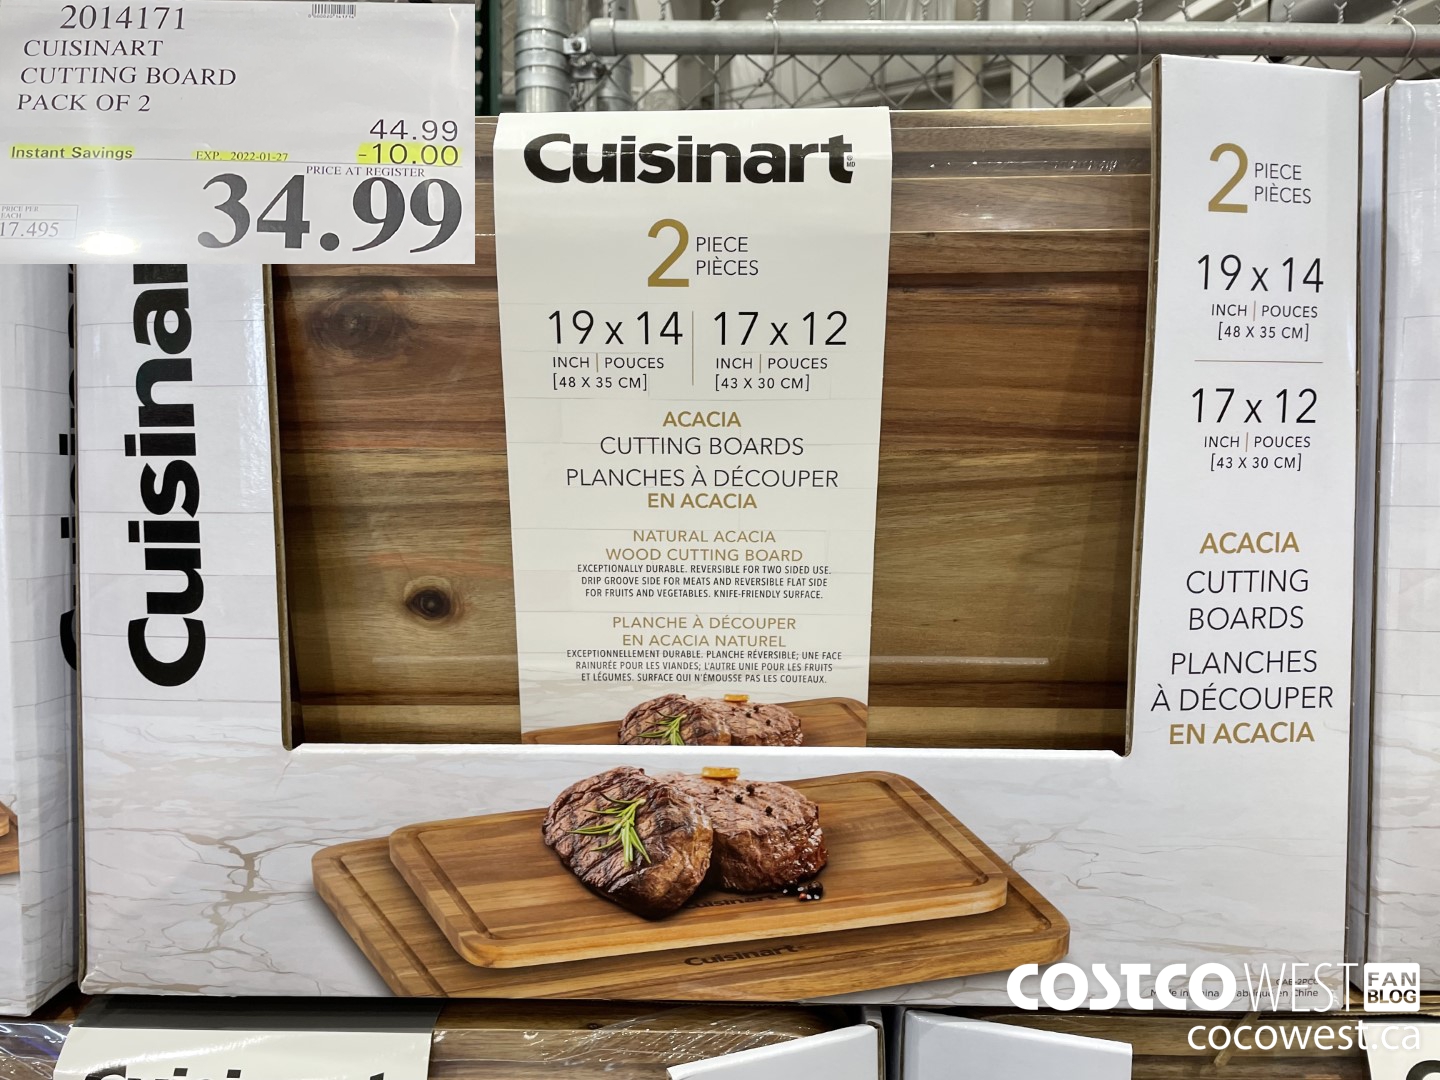 2014171
CUISINART
CUTTING BOARD
PACK OF 2
44.99
Instant Savings EXP. 2022-01-27 -10.00
PRICE AT REGISTER
34.99
PRICE PER
EACH
17.495
Cuisinart
Cuisinart
2 PIECE
PIÈCES
19 x 14
INCH | POUCES
[48 X 35 CM]
17 x 12
INCH | POUCES
[43 X 30 CM]
ACACIA
CUTTING BOARDS
PLANCHES À DÉCOUPER
EN ACACIA
NATURAL ACACIA
WOOD CUTTING BOARD
EXCEPTIONALLY DURABLE. REVERSIBLE FOR TWO SIDED USE.
DRIP GROOVE SIDE FOR MEATS AND REVERSIBLE FLAT SIDE
FOR FRUITS AND VEGETABLES. KNIFE-FRIENDLY SURFACE.
PLANCHE À DÉCOUPER
EN ACACIA NATUREL
EXCEPTIONNELLEMENT DURABLE. PLANCHE RÉVERSIBLE; UNE FACE
RAINURÉE POUR LES VIANDES; L'AUTRE UNIE POUR LES FRUITS
ET LÉGUMES. SURFACE QUI N'ÉMOUSSE PAS LES COUTEAUX.
2 PIECE
PIÈCES
19 x 14
INCH | POUCES
[48 X 35 CM]
17 x 12
INCH | POUCES
[43 X 30 CM]
ACACIA
CUTTING
BOARDS
PLANCHES
À DÉCOUPER
EN ACACIA
Cuisinart
Cuisinart
COSTCO WEST FAN BLOG
cocowest.ca